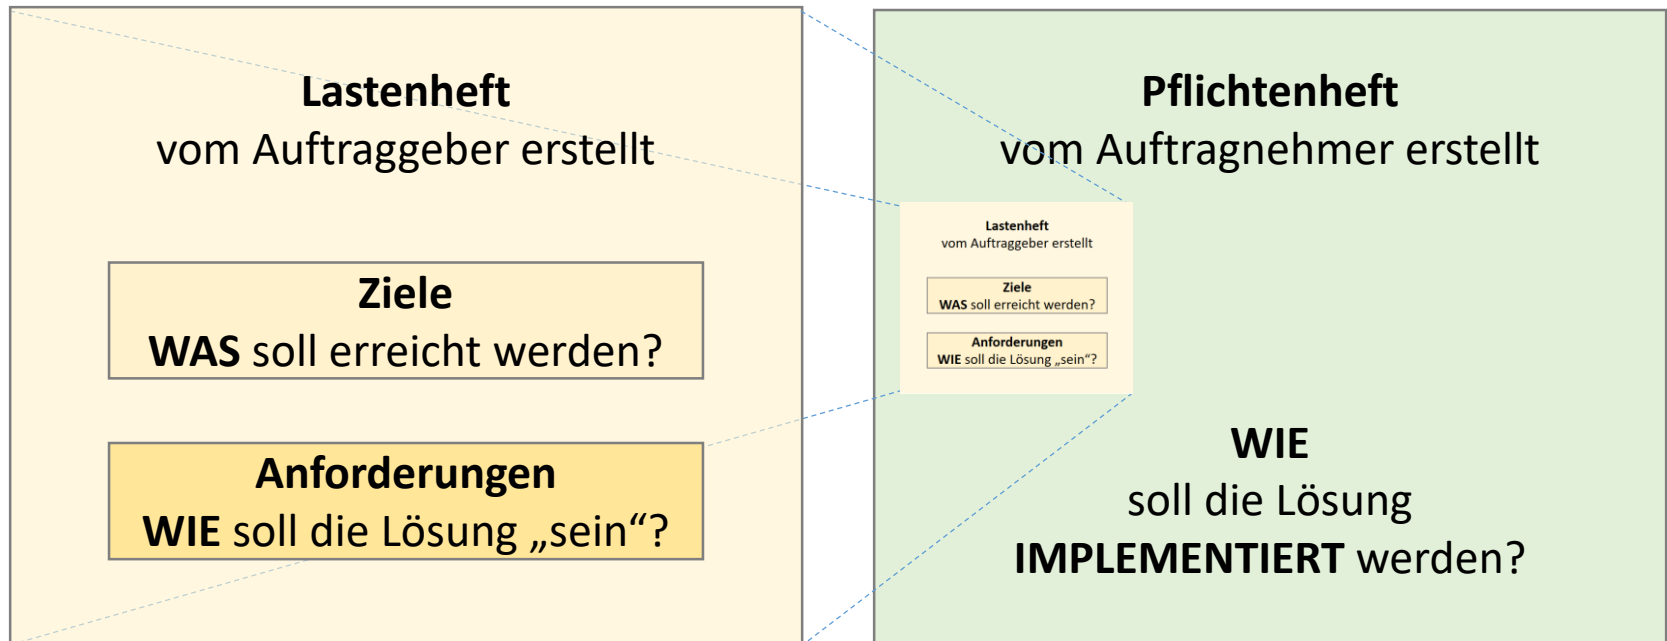 Lastenheft
vom Auftraggeber erstellt
Ziele
WAS soll erreicht werden?
Anforderungen
WIE soll die Lösung „sein“?
Pflichtenheft
vom Auftragnehmer erstellt
Lastenheft
vom Auftraggeber erstellt
Ziele
WAS soll erreicht werden?
Anforderungen
WIE soll die Lösung „sein“?
WIE
soll die Lösung
IMPLEMENTIERT werden?